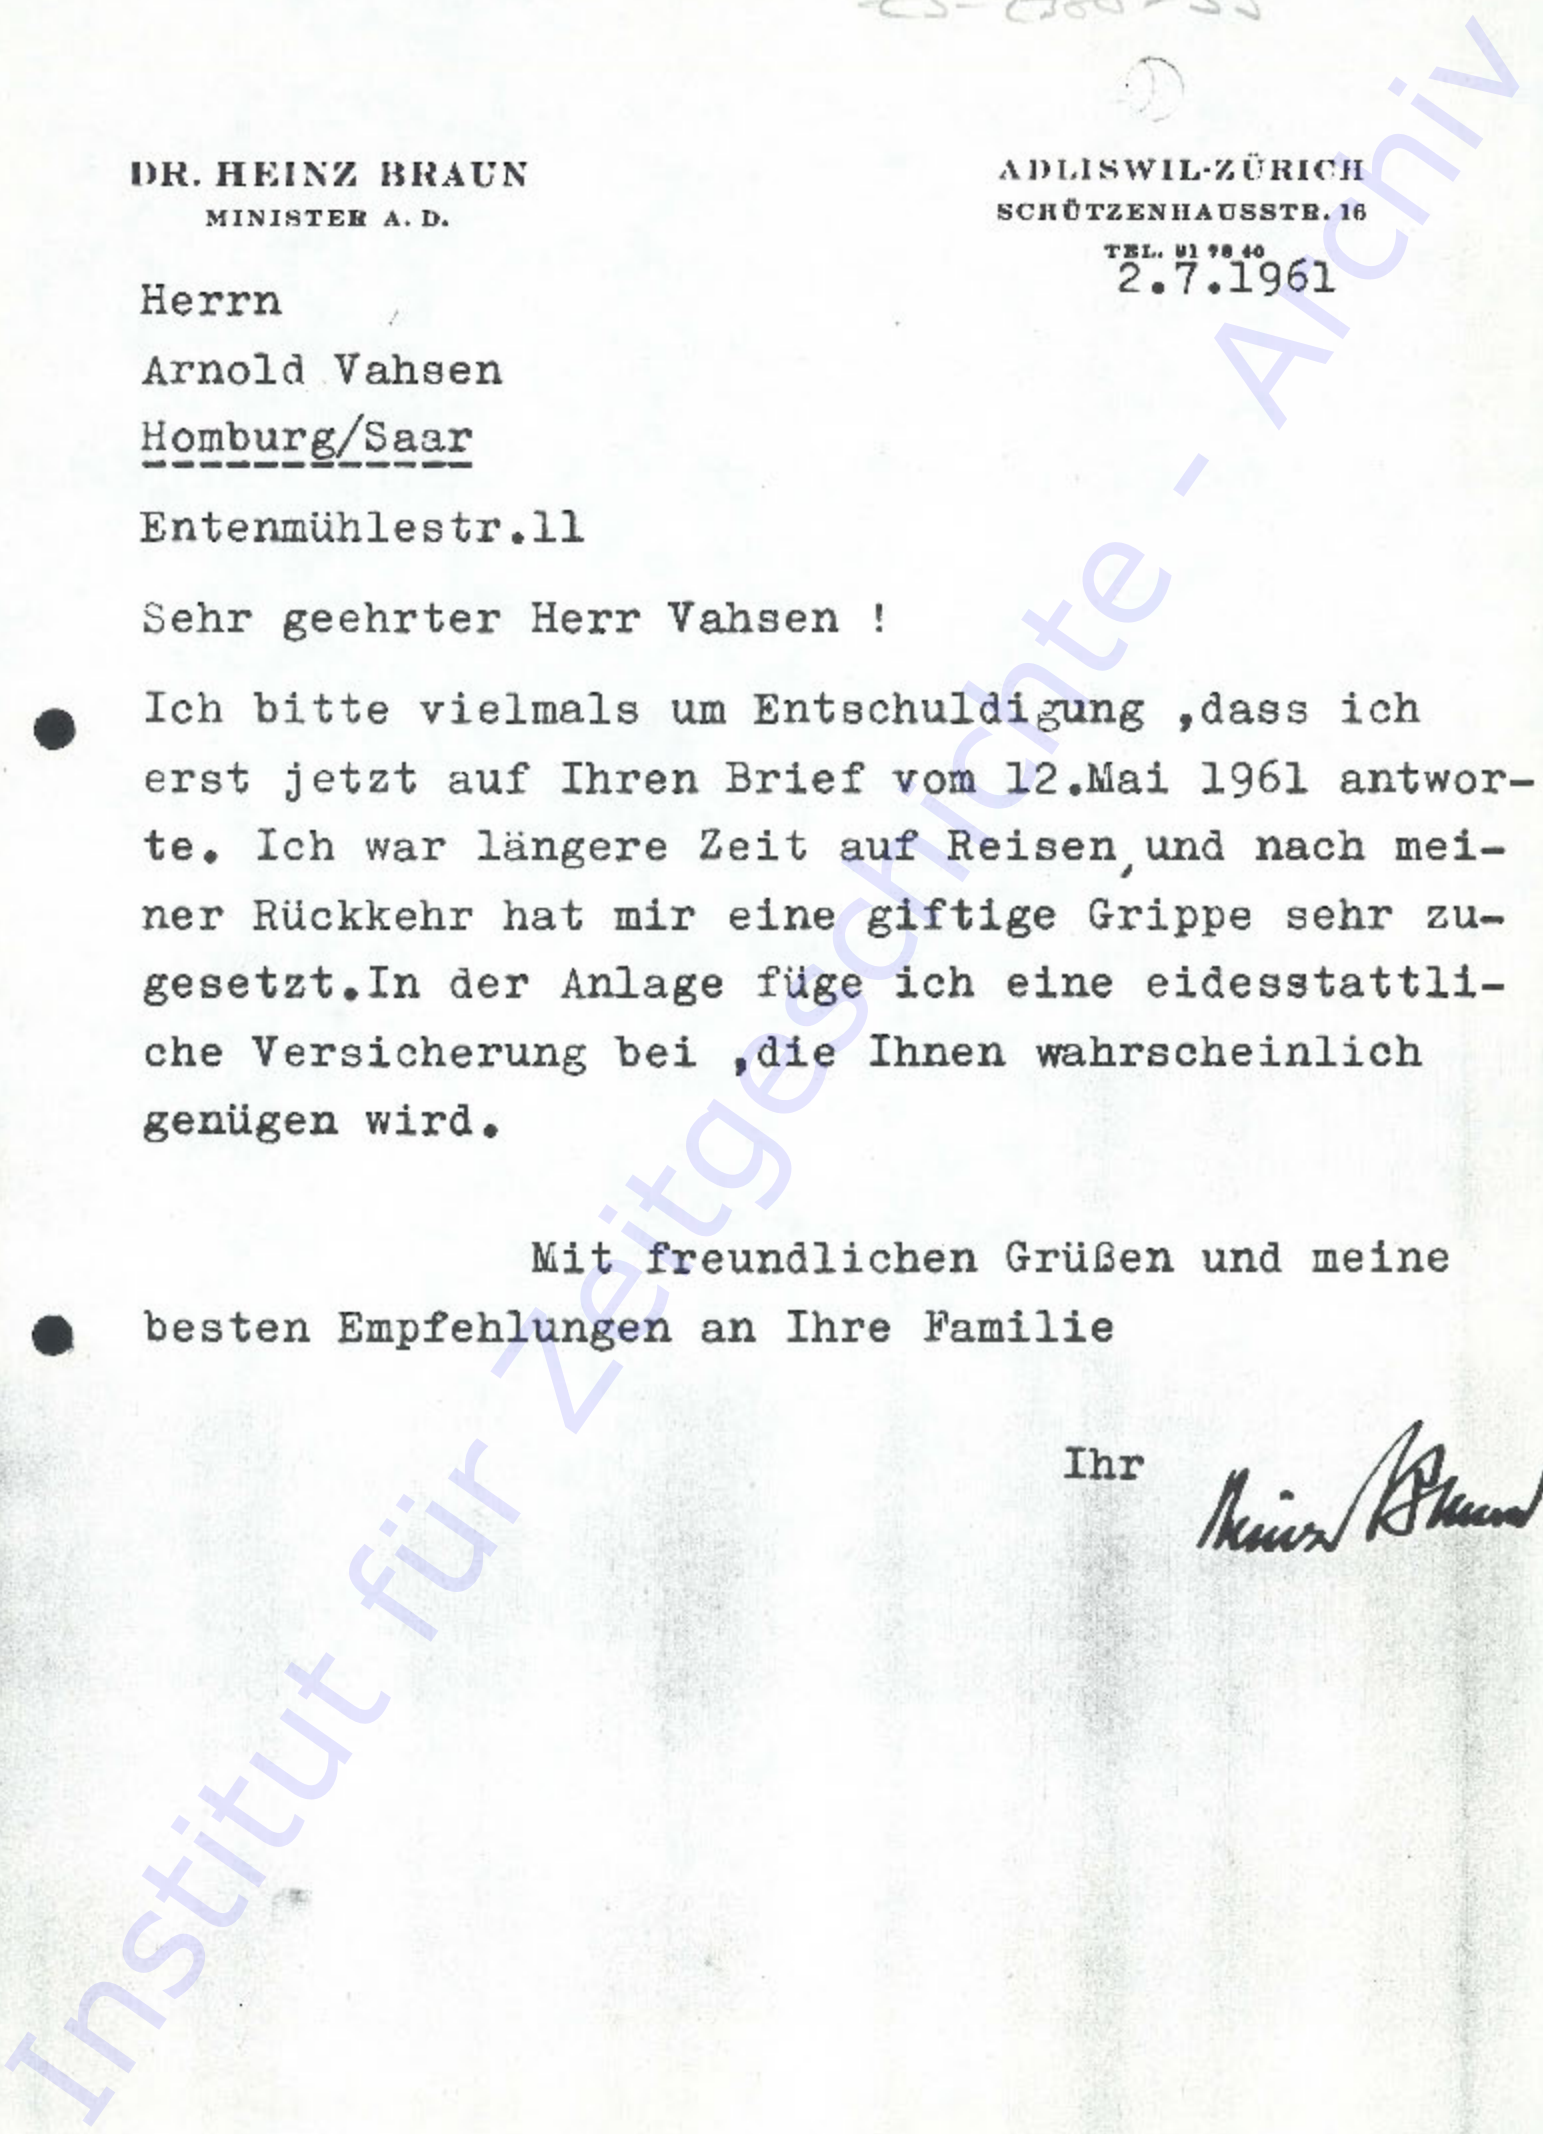 DR. HEINZ BRAUN
MINISTER A. D.
ADLISWIL-ZÜRICH
SCHÜTZENHAUSSTR. 16
TEL. 91 98 40
2.7.1961
Herrn
Arnold Vahsen
Homburg/Saar
Entenmühlestr.11
Sehr geehrter Herr Vahsen !
Ich bitte vielmals um Entschuldigung ,dass ich
erst jetzt auf Ihren Brief vom 12.Mai 1961 antwor-
te. Ich war längere Zeit auf Reisen,und nach mei-
ner Rückkehr hat mir eine giftige Grippe sehr zu-
gesetzt.In der Anlage füge ich eine eidesstattli-
che Versicherung bei ,die Ihnen wahrscheinlich
genügen wird.
Mit freundlichen Grüßen und meine
besten Empfehlungen an Ihre Familie
Ihr
Heinz Braun
Institut für Zeitgeschichte - Archiv